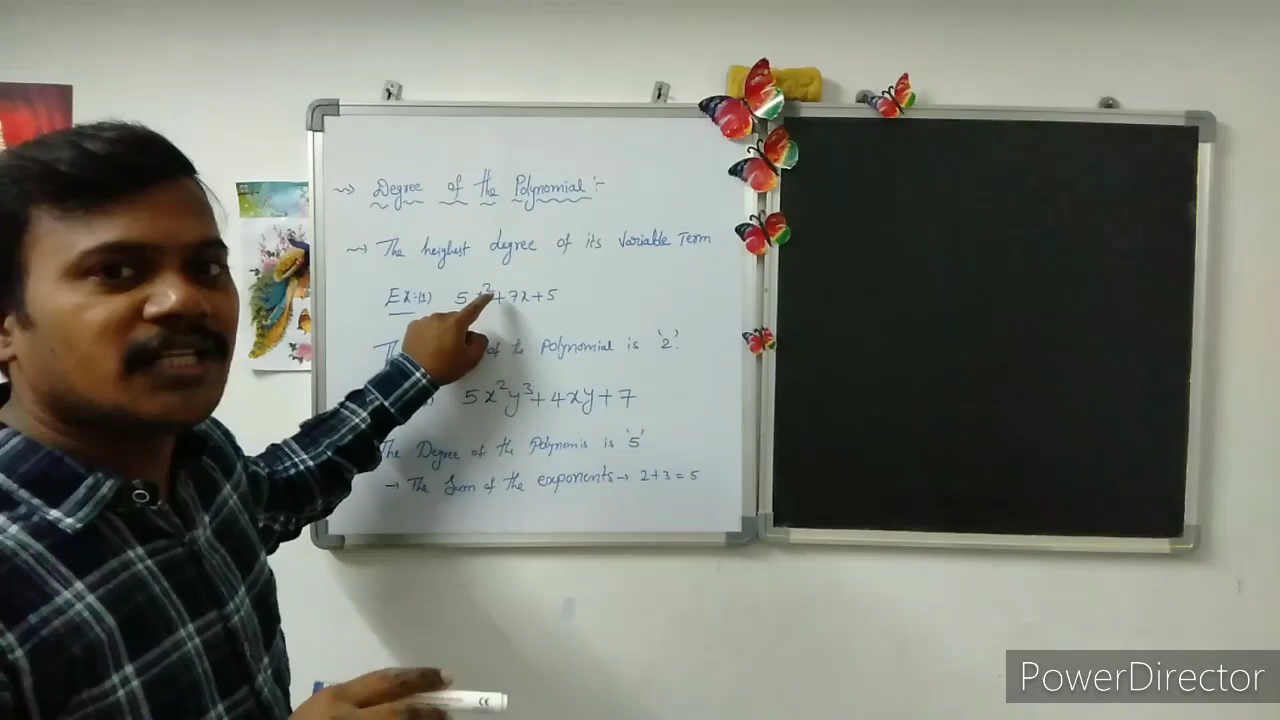 ⇝ Degree of the Polynomial :-
⇝ The heighest degree of its Variable Term
Ex:(1) 5x²+7x+5
of the Polynomial is '2'.
5x²y³+4xy+7
The Degree of the Polynomis is '5'
→ The Sum of the exponents → 2+3=5
CE
PowerDirector